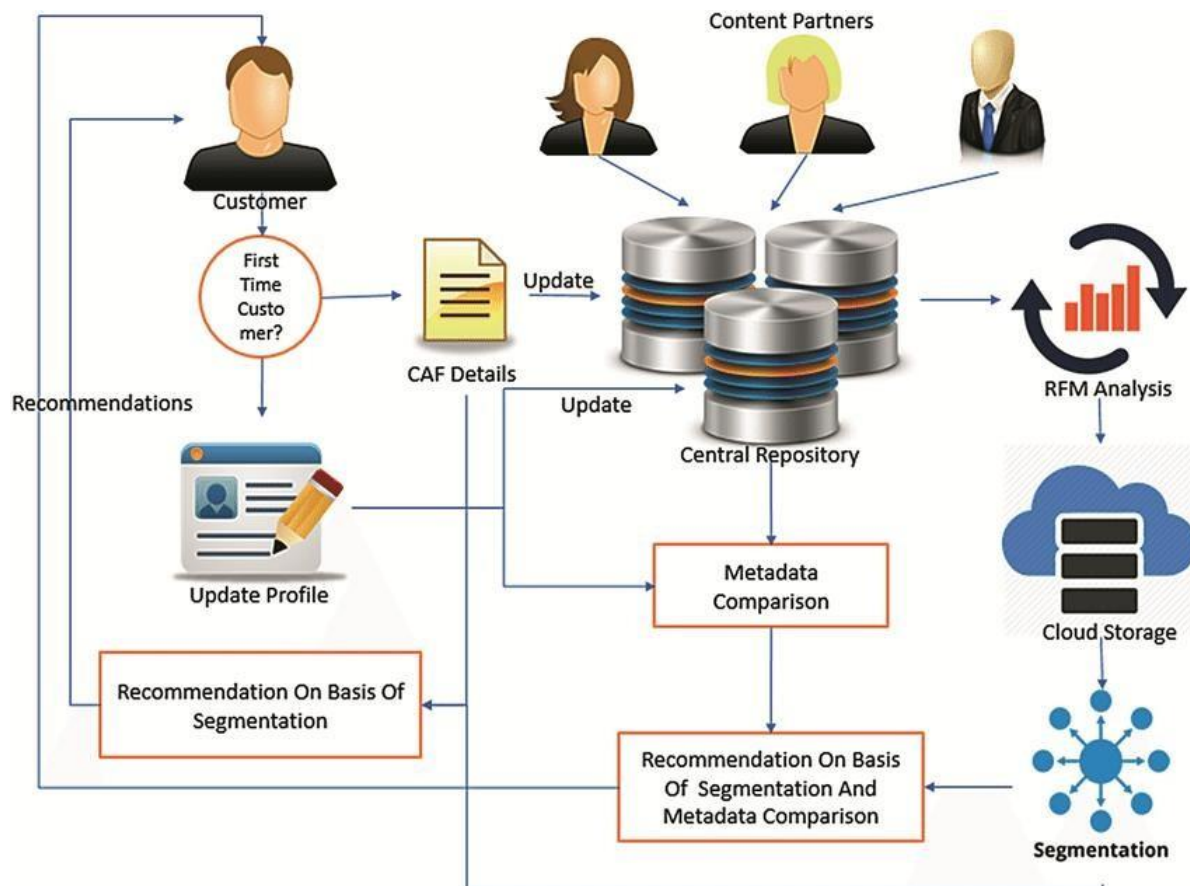 Content Partners
Customer
First
Time
Custo
mer?
Update
CAF Details
Update
Recommendations
RFM Analysis
Central Repository
Update Profile
Metadata
Comparison
Cloud Storage
Recommendation On Basis Of
Segmentation
Recommendation On Basis
Of Segmentation And
Metadata Comparison
Segmentation